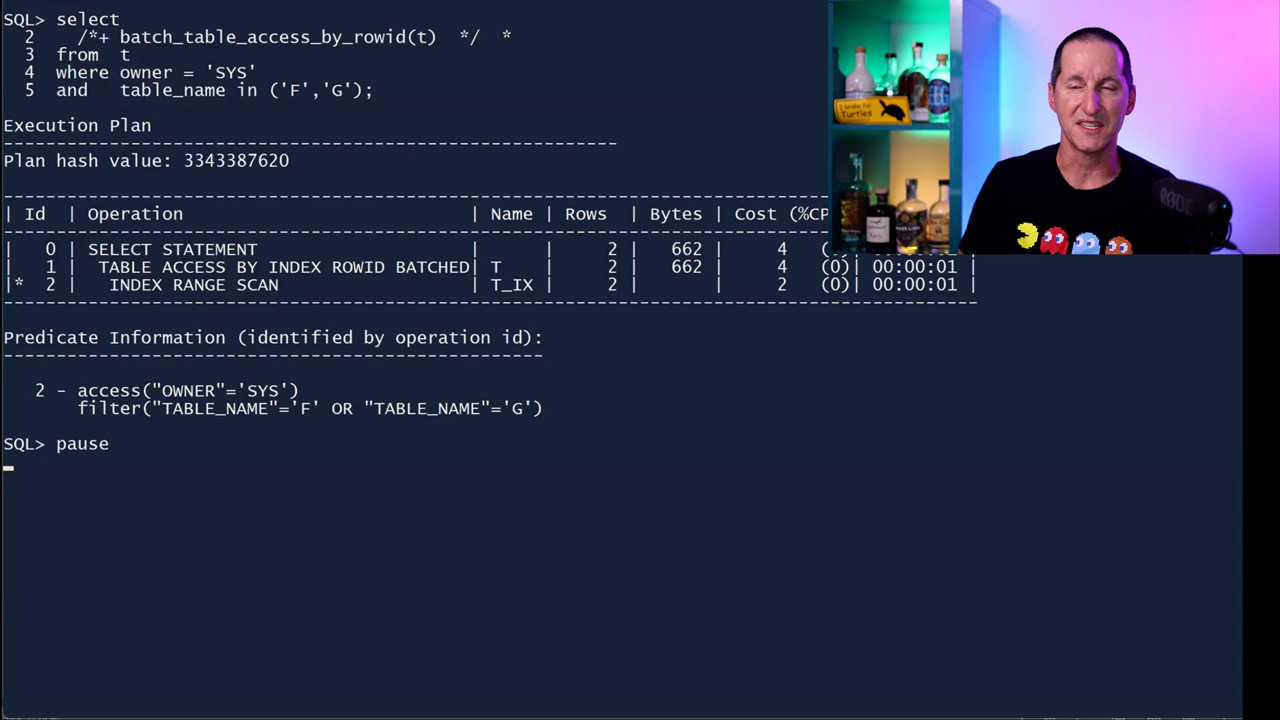 SQL> select
2 /*+ batch_table_access_by_rowid(t) */ *
3 from t
4 where owner = 'SYS'
5 and table_name in ('F','G');
Execution Plan
----------------------------------------------------------
Plan hash value: 3343387620
| Id | Operation | Name | Rows | Bytes | Cost (%CP
| 0 | SELECT STATEMENT | | 2 | 662 | 4 (
| 1 | TABLE ACCESS BY INDEX ROWID BATCHED| T | 2 | 662 | 4 (0)| 00:00:01 |
|* 2 | INDEX RANGE SCAN | T_IX | 2 | | 2 (0)| 00:00:01 |
Predicate Information (identified by operation id):
---------------------------------------------------
2 - access("OWNER"='SYS')
filter("TABLE_NAME"='F' OR "TABLE_NAME"='G')
SQL> pause
I brake for
Turtles
RØDE